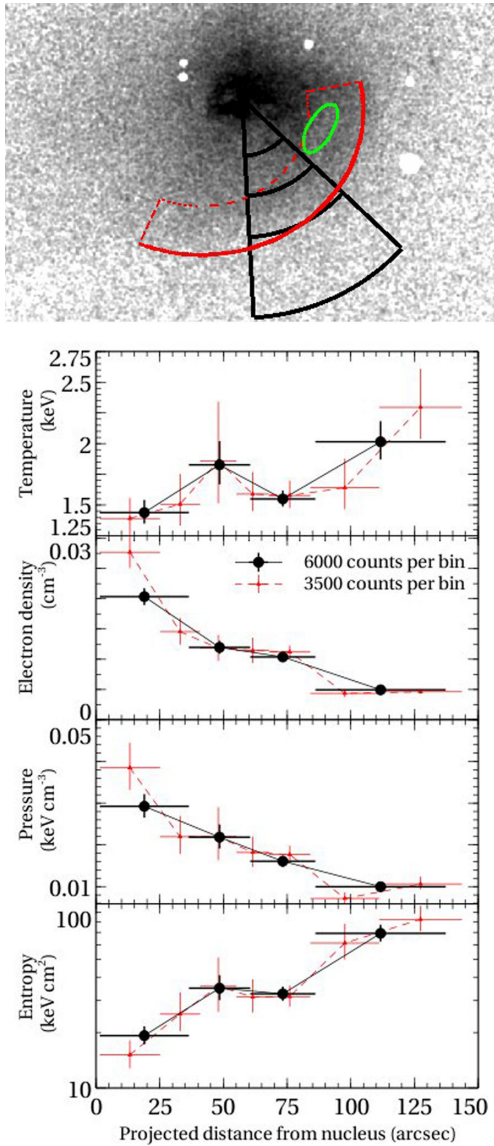 2.75
2.5
2
1.5
1.25
Temperature
(keV)
0.03
0
Electron density
(cm⁻³)
6000 counts per bin
3500 counts per bin
0.05
0.01
Pressure
(keV cm⁻³)
100
10
Entropy
(keV cm²)
0 25 50 75 100 125 150
Projected distance from nucleus (arcsec)